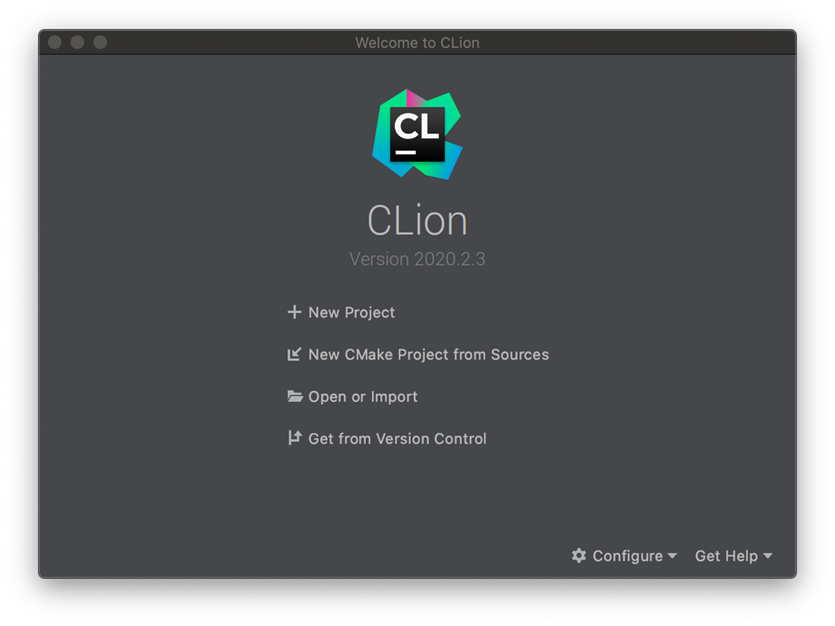 Welcome to CLion
CL
CLion
Version 2020.2.3
New Project
New CMake Project from Sources
Open or Import
Get from Version Control
Configure Get Help